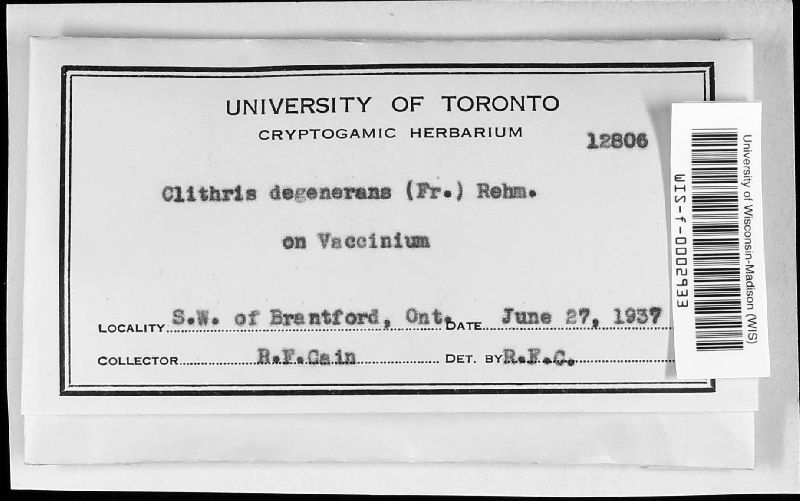 UNIVERSITY OF TORONTO
CRYPTOGAMIC HERBARIUM
12806
Clithris degenerans (Fr.) Rehm.
on Vaccinium
LOCALITY S.W. of Brantford, Ont. DATE June 27, 1937
COLLECTOR R.F.Cain DET. BY R.F.C.
University of Wisconsin-Madison (WIS)
WIS-f-0005933